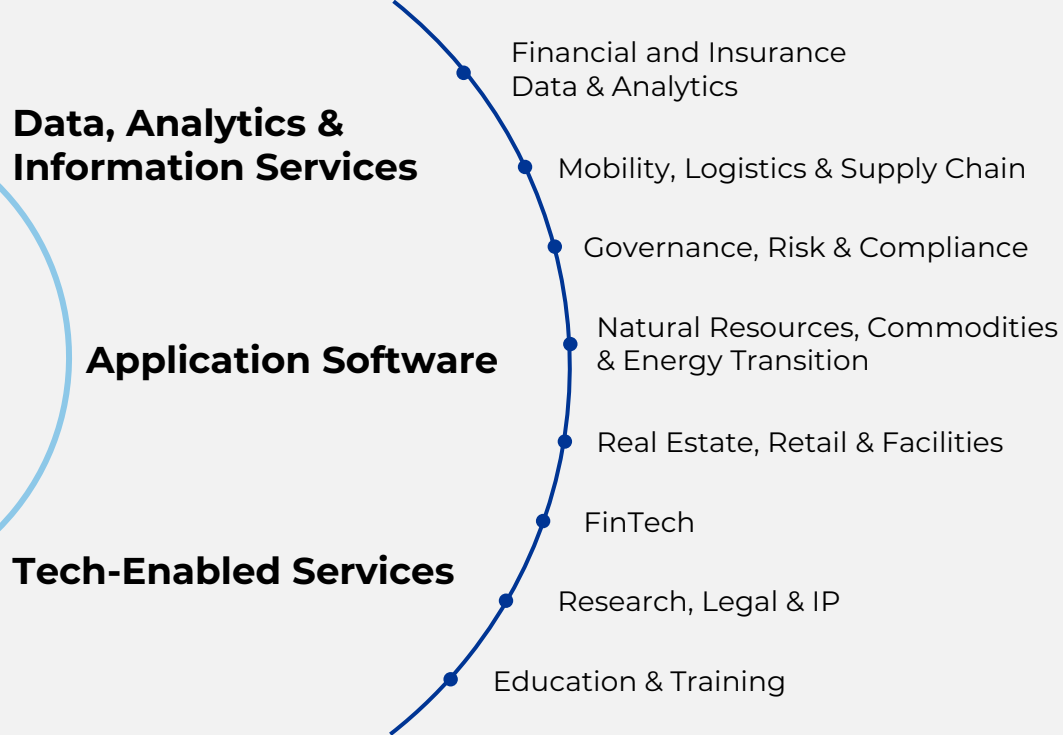 Data, Analytics &
Information Services
Application Software
Tech-Enabled Services
Financial and Insurance
Data & Analytics
Mobility, Logistics & Supply Chain
Governance, Risk & Compliance
Natural Resources, Commodities
& Energy Transition
Real Estate, Retail & Facilities
FinTech
Research, Legal & IP
Education & Training